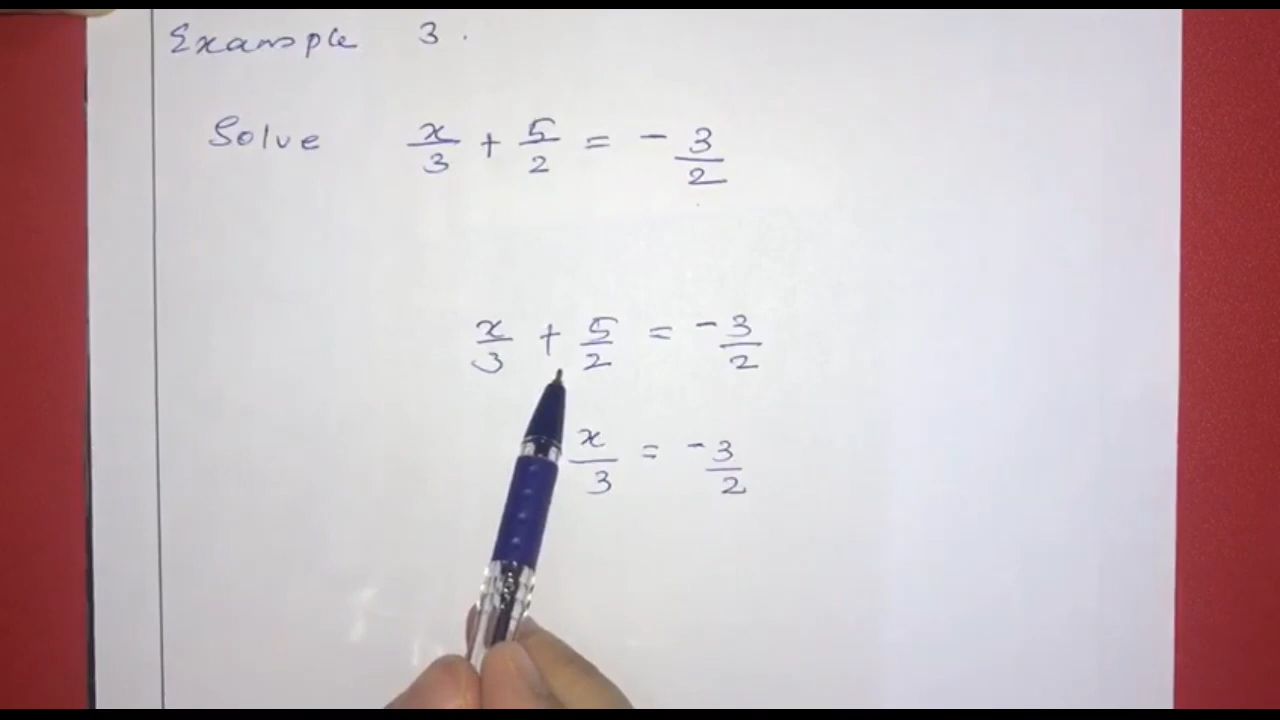 Example 3.
Solve x/3 + 5/2 = - 3/2
x/3 + 5/2 = -3/2
x/3 = -3/2